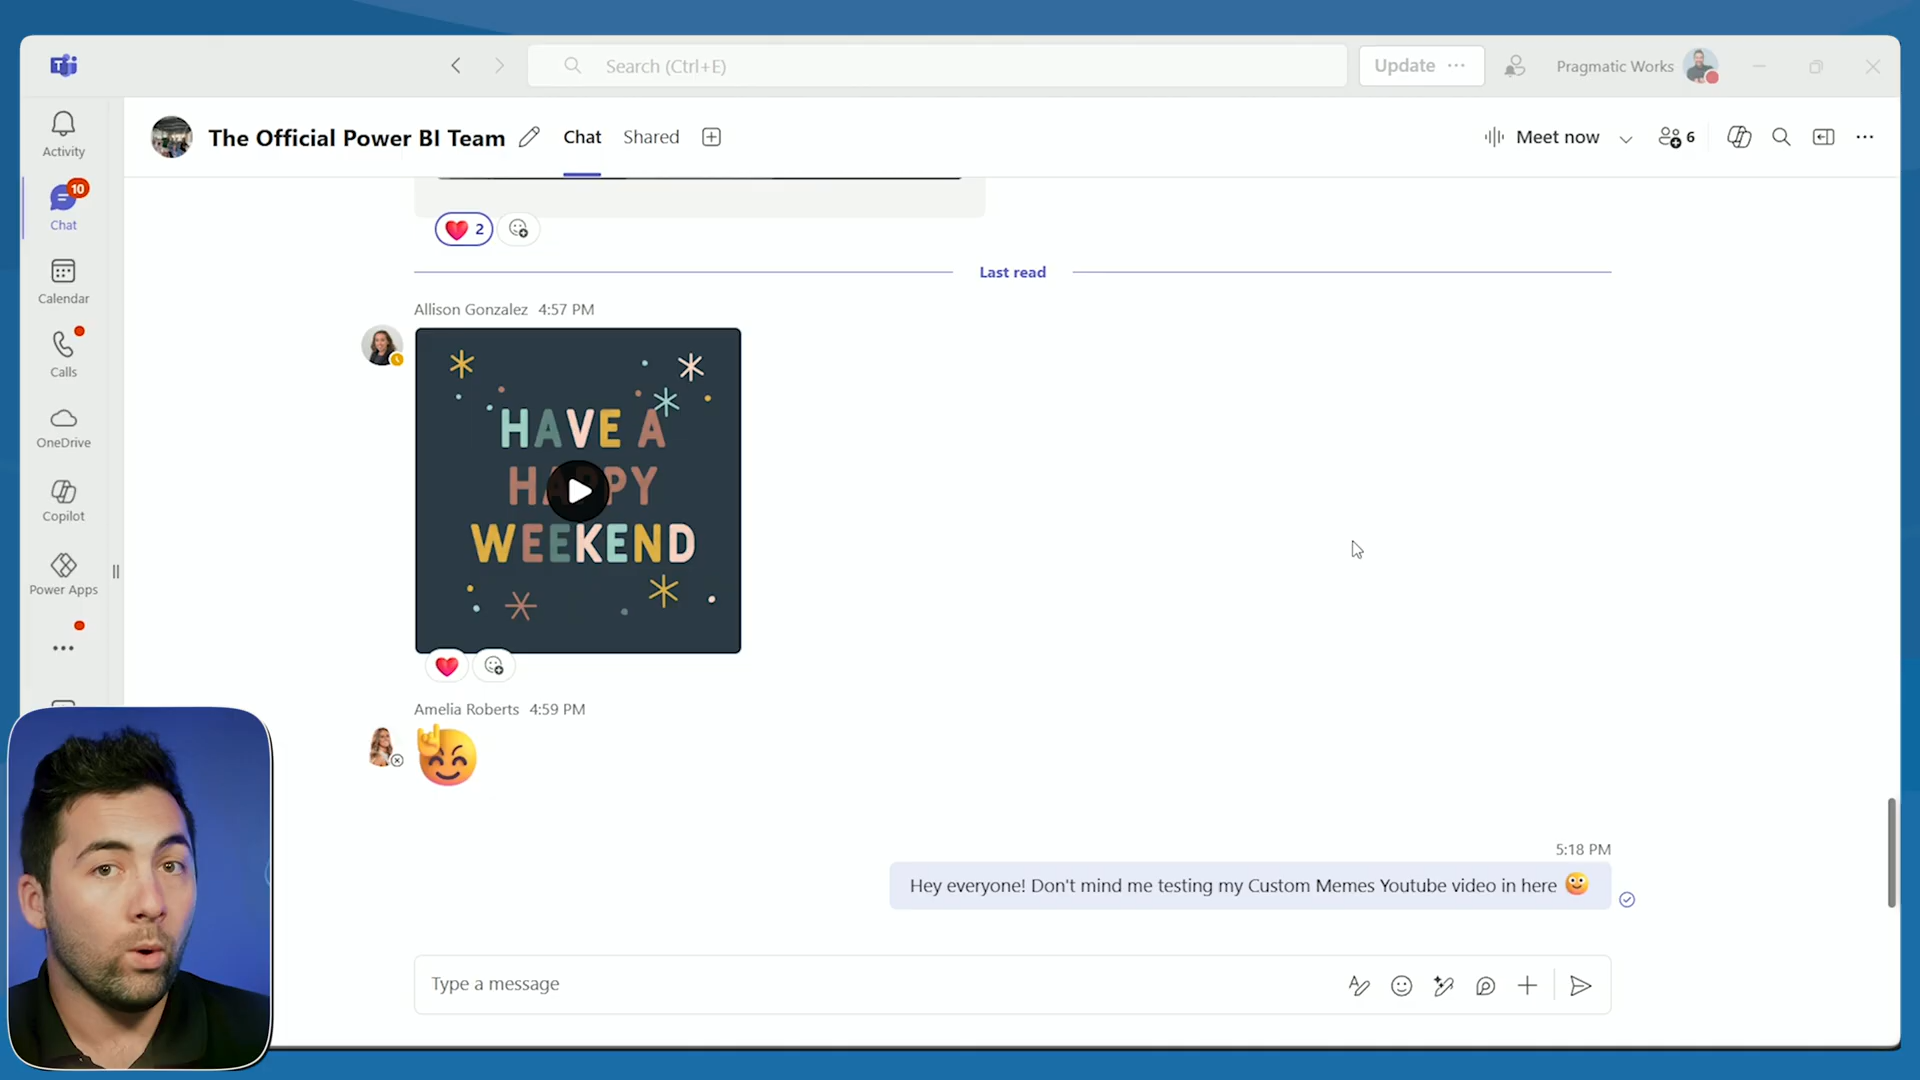 Search (Ctrl+E)
Update
Pragmatic Works
Activity
10
Chat
Calendar
Calls
OneDrive
Copilot
Power Apps
The Official Power BI Team
Chat
Shared
Meet now
6
2
Last read
Allison Gonzalez 4:57 PM
HAVE A
HAPPY
WEEKEND
Amelia Roberts 4:59 PM
5:18 PM
Hey everyone! Don't mind me testing my Custom Memes Youtube video in here
Type a message